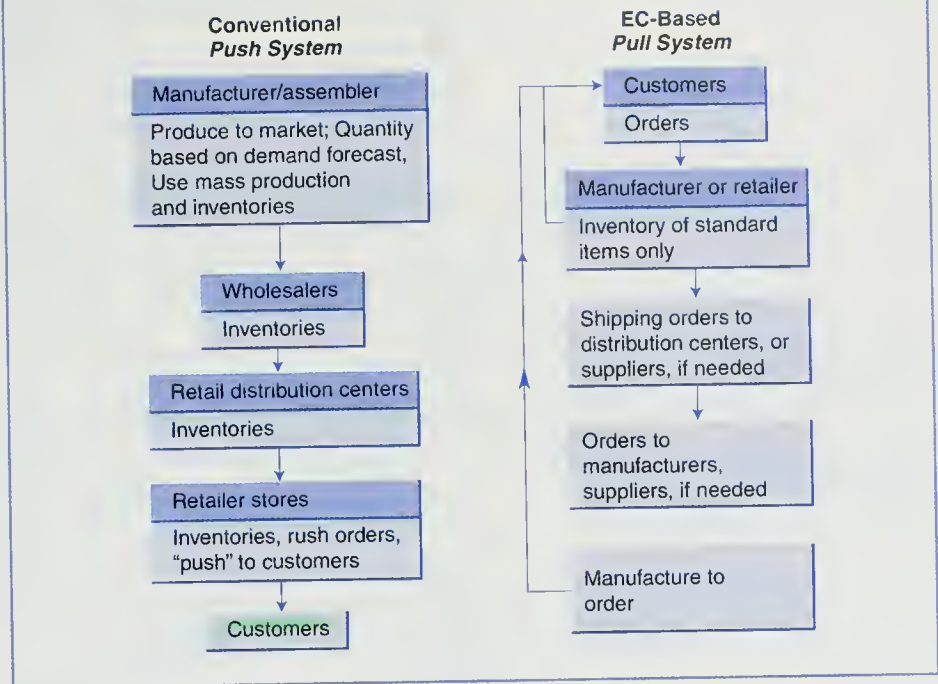 Conventional
Push System
Manufacturer/assembler
Produce to market; Quantity
based on demand forecast,
Use mass production
and inventories
Wholesalers
Inventories
Retail distribution centers
Inventories
Retailer stores
Inventories, rush orders,
"push" to customers
Customers
EC-Based
Pull System
Customers
Orders
Manufacturer or retailer
Inventory of standard
items only
Shipping orders to
distribution centers, or
suppliers, if needed
Orders to
manufacturers,
suppliers, if needed
Manufacture to
order